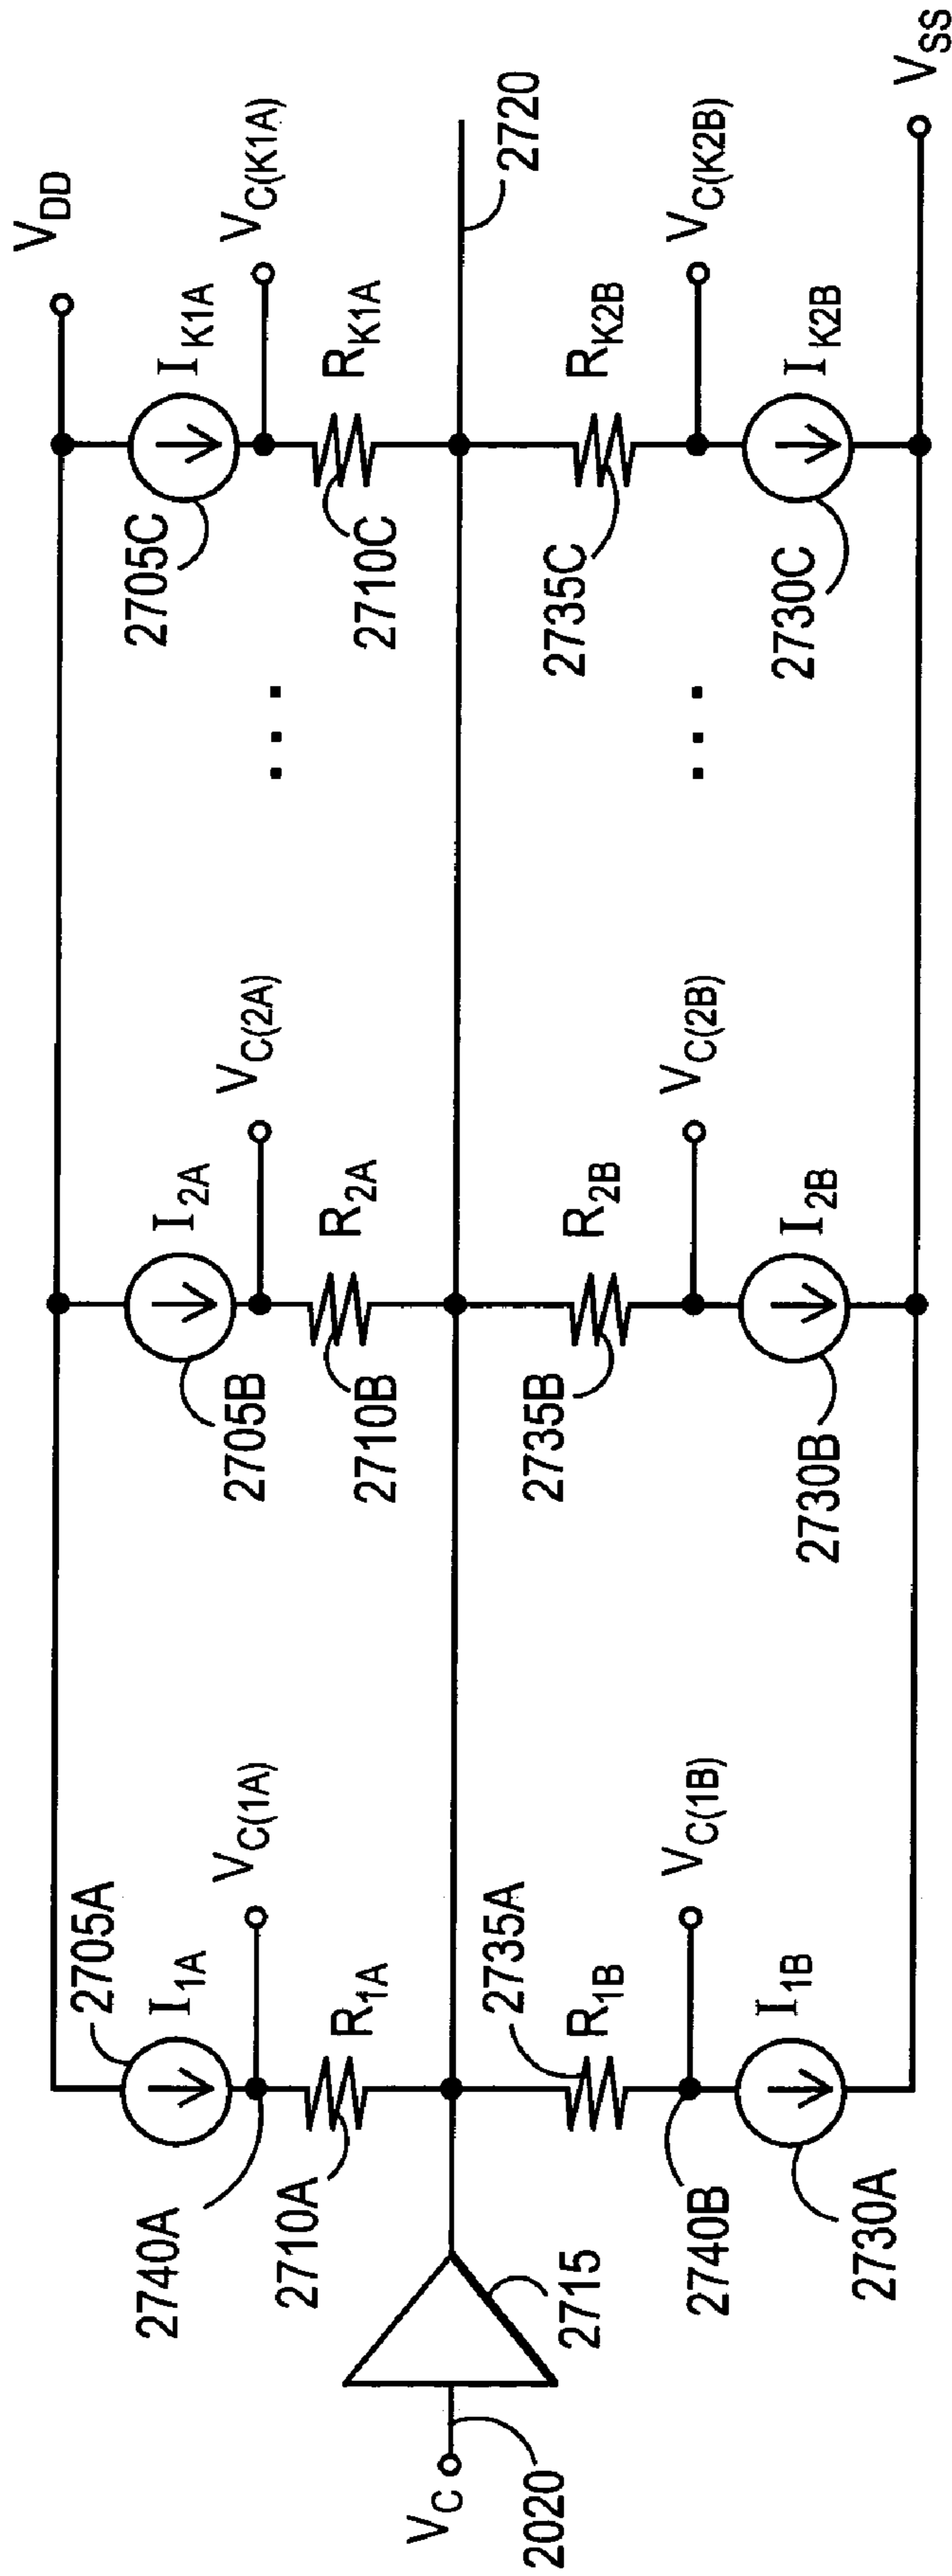 V_DD
2705A
I_1A
I_2A
I_K1A
2705B
2705C
2740A
V_C(1A)
V_C(2A)
V_C(K1A)
2710A
R_1A
2710B
R_2A
2710C
R_K1A
V_C
2020
2715
2720
2735A
R_1B
2735B
R_2B
2735C
R_K2B
2740B
V_C(1B)
V_C(2B)
V_C(K2B)
2730A
I_1B
2730B
I_2B
2730C
I_K2B
V_SS